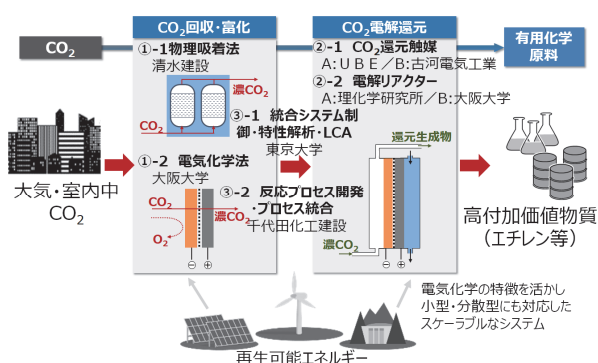 CO₂
CO₂回収・富化
CO₂電解還元
有用化学
原料
①-1物理吸着法
清水建設
濃CO₂
CO₂
②-1 CO₂還元触媒
A:UBE／B:古河電気工業
②-2 電解リアクター
A:理化学研究所／B:大阪大学
③-1 統合システム制
御・特性解析・LCA
東京大学
還元生成物
大気・室内中
CO₂
①-2 電気化学法
大阪大学
③-2 反応プロセス開発
・プロセス統合
千代田化工建設
CO₂
濃CO₂
O₂
⊖ ⊕
濃CO₂
⊖ ⊕
高付加価値物質
（エチレン等）
電気化学の特徴を活かし
小型・分散型にも対応した
スケーラブルなシステム
再生可能エネルギー